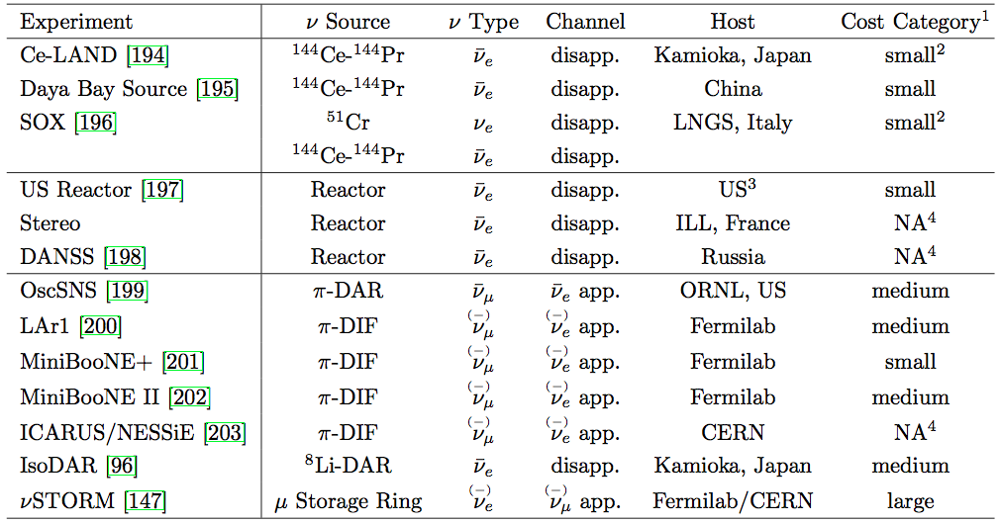 Experiment ν Source ν Type Channel Host Cost Category¹
Ce-LAND [194] ¹⁴⁴Ce-¹⁴⁴Pr ν̄ₑ disapp. Kamioka, Japan small²
Daya Bay Source [195] ¹⁴⁴Ce-¹⁴⁴Pr ν̄ₑ disapp. China small
SOX [196] ⁵¹Cr νₑ disapp. LNGS, Italy small²
¹⁴⁴Ce-¹⁴⁴Pr ν̄ₑ disapp.
US Reactor [197] Reactor ν̄ₑ disapp. US³ small
Stereo Reactor ν̄ₑ disapp. ILL, France NA⁴
DANSS [198] Reactor ν̄ₑ disapp. Russia NA⁴
OscSNS [199] π-DAR ν̄_μ ν̄ₑ app. ORNL, US medium
LAr1 [200] π-DIF ν_μ^(−) νₑ^(−) app. Fermilab medium
MiniBooNE+ [201] π-DIF ν_μ^(−) νₑ^(−) app. Fermilab small
MiniBooNE II [202] π-DIF ν_μ^(−) νₑ^(−) app. Fermilab medium
ICARUS/NESSiE [203] π-DIF ν_μ^(−) νₑ^(−) app. CERN NA⁴
IsoDAR [96] ⁸Li-DAR ν̄ₑ disapp. Kamioka, Japan medium
νSTORM [147] μ Storage Ring νₑ^(−) ν_μ^(−) app. Fermilab/CERN large